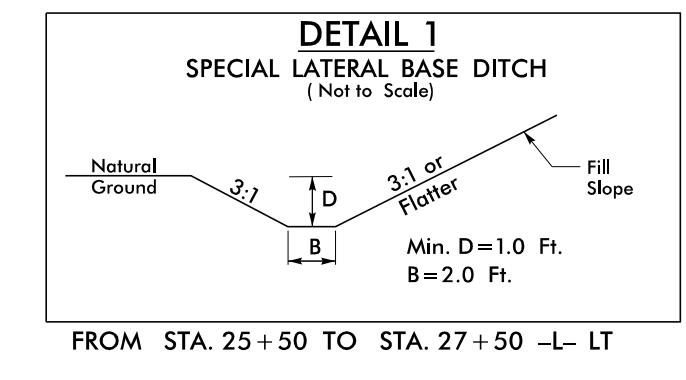 DETAIL 1
SPECIAL LATERAL BASE DITCH
( Not to Scale)
Natural
Ground
3:1
D
B
3:1 or
Flatter
Fill
Slope
Min. D=1.0 Ft.
B=2.0 Ft.
FROM STA. 25+50 TO STA. 27+50 -L- LT